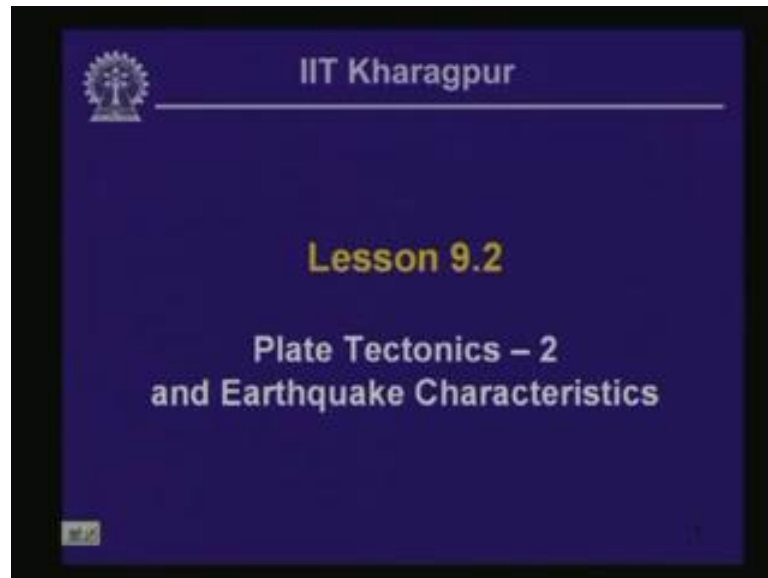 IIT Kharagpur
Lesson 9.2
Plate Tectonics – 2
and Earthquake Characteristics